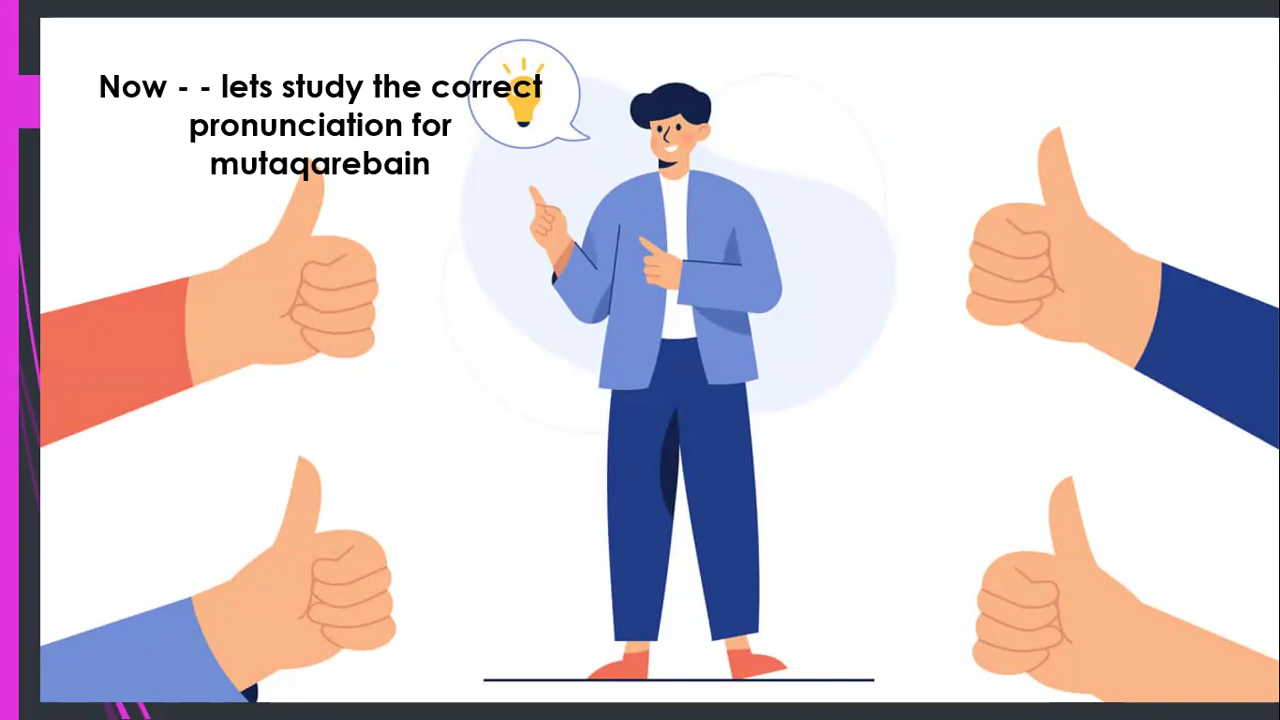 Now - - lets study the correct
pronunciation for
mutaqarebain